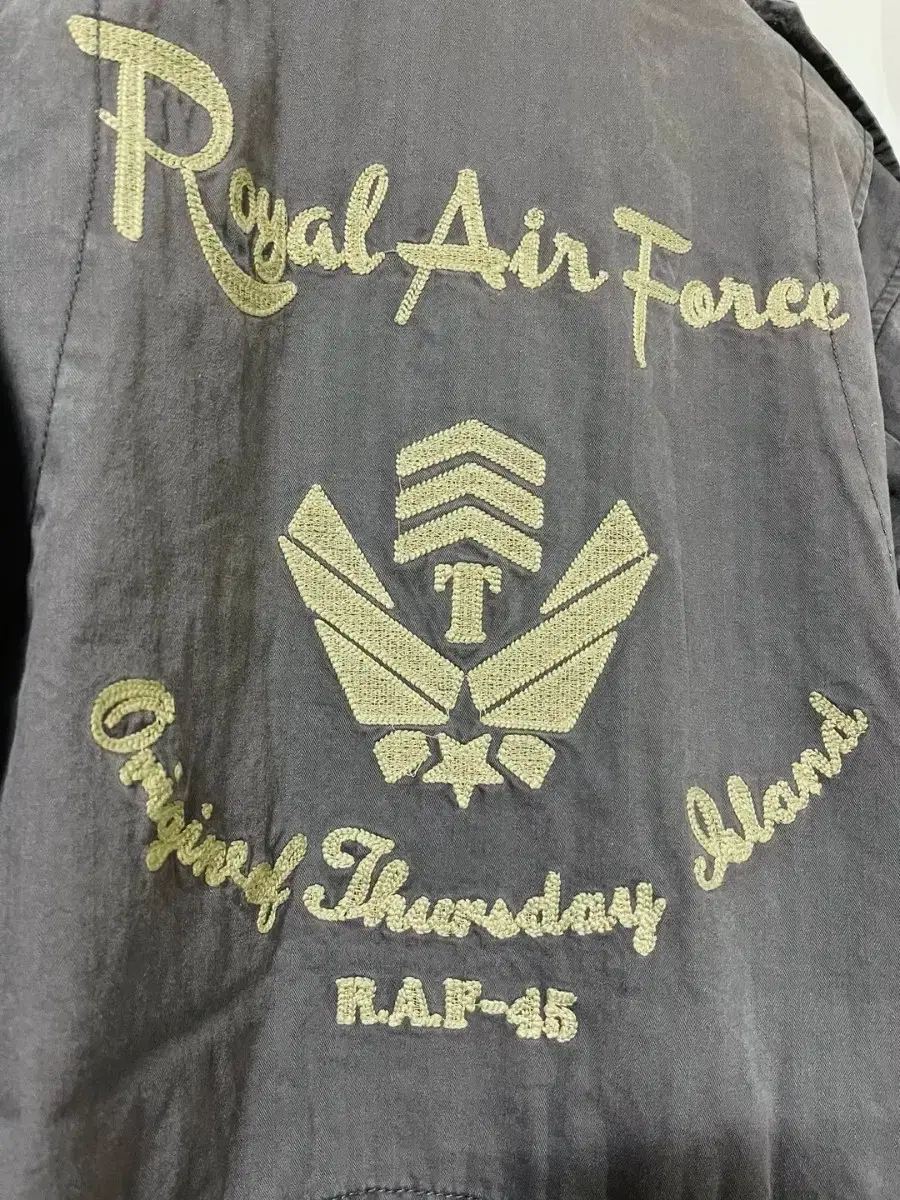 Royal Air Force
T
Origin of Thursday Island
R.A.F-45